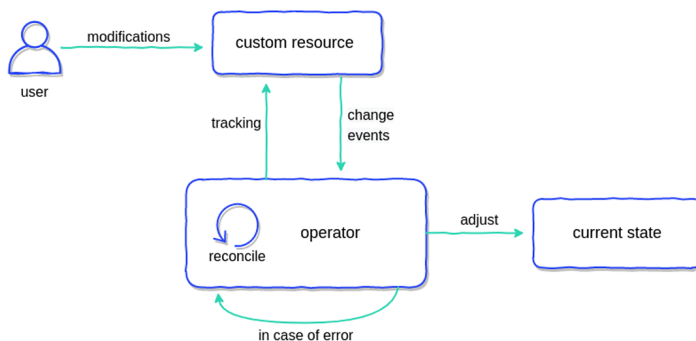 modifications
custom resource
user
tracking
change
events
operator
reconcile
adjust
current state
in case of error